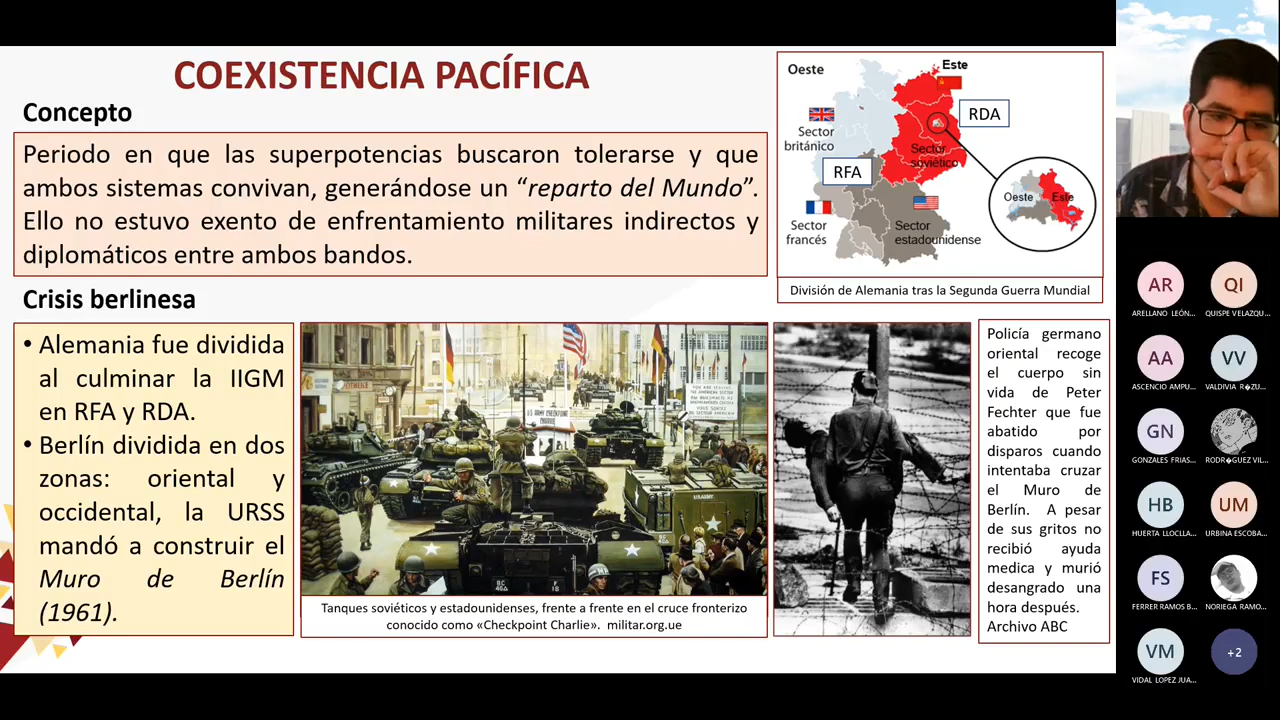 COEXISTENCIA PACÍFICA
Concepto
Periodo en que las superpotencias buscaron tolerarse y que
ambos sistemas convivan, generándose un “reparto del Mundo”.
Ello no estuvo exento de enfrentamiento militares indirectos y
diplomáticos entre ambos bandos.
Oeste
Este
RDA
Sector
británico
Sector
soviético
RFA
Sector
francés
Sector
estadounidense
Oeste
Este
División de Alemania tras la Segunda Guerra Mundial
Crisis berlinesa
• Alemania fue dividida
al culminar la IIGM
en RFA y RDA.
• Berlín dividida en dos
zonas: oriental y
occidental, la URSS
mandó a construir el
Muro de Berlín
(1961).
U.S. ARMY CHECKPOINT
CHARLIE
Tanques soviéticos y estadounidenses, frente a frente en el cruce fronterizo
conocido como «Checkpoint Charlie». militar.org.ue
Policía germano
oriental recoge
el cuerpo sin
vida de Peter
Fechter que fue
abatido por
disparos cuando
intentaba cruzar
el Muro de
Berlín. A pesar
de sus gritos no
recibió ayuda
medica y murió
desangrado una
hora después.
Archivo ABC
AR
ARELLANO LEÓN...
QI
QUISPE VELAZQU...
AA
ASCENCIO AMPU...
VV
VALDIVIA R�ZU...
GN
GONZALES FRIAS...
RODR�GUEZ VIL...
HB
HUERTA LLOCLLA...
UM
URBINA ESCOBA...
FS
FERRER RAMOS B...
NORIEGA RAMO...
VM
VIDAL LOPEZ JUA...
+2